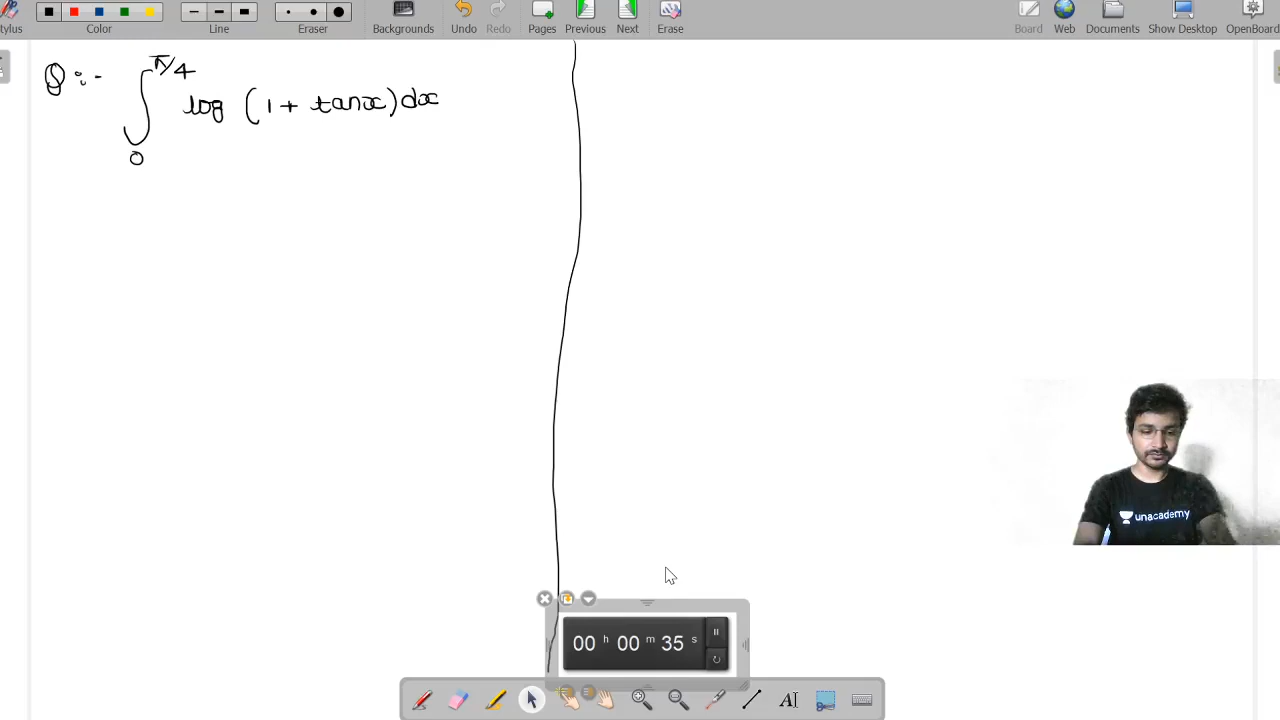 Stylus Color Line Eraser Backgrounds Undo Redo Pages Previous Next Erase Board Web Documents Show Desktop OpenBoard
Q:- ∫₀^(π/4) log (1 + tanx)dx
unacademy
00 h 00 m 35 s
AI